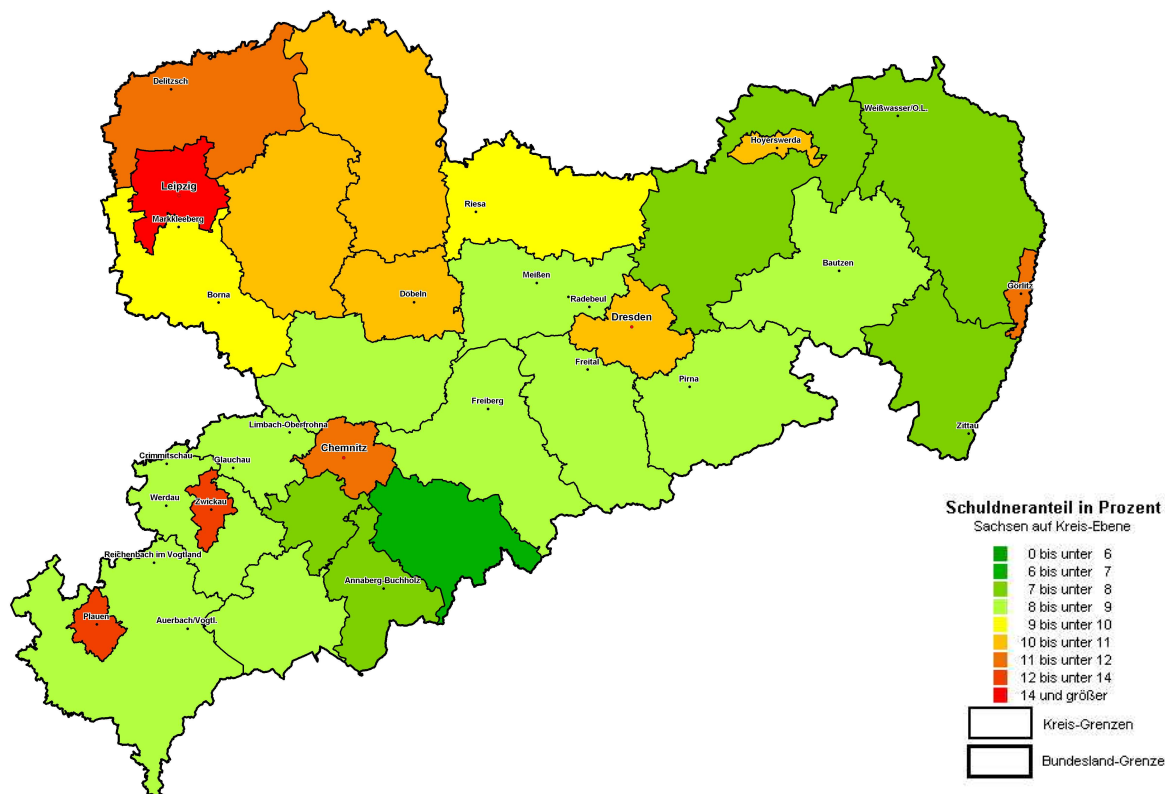 Delitzsch
Weißwasser/O.L.
Hoyerswerda
Leipzig
Riesa
Markkleeberg
Bautzen
Meißen
Görlitz
Borna
Döbeln
Radebeul
Dresden
Freital
Pirna
Freiberg
Limbach-Oberfrohna
Zittau
Chemnitz
Crimmitschau
Glauchau
Werdau
Zwickau
Reichenbach im Vogtland
Annaberg-Buchholz
Plauen
Auerbach/Vogtl.
Schuldneranteil in Prozent
Sachsen auf Kreis-Ebene
0 bis unter 6
6 bis unter 7
7 bis unter 8
8 bis unter 9
9 bis unter 10
10 bis unter 11
11 bis unter 12
12 bis unter 14
14 und größer
Kreis-Grenzen
Bundesland-Grenze